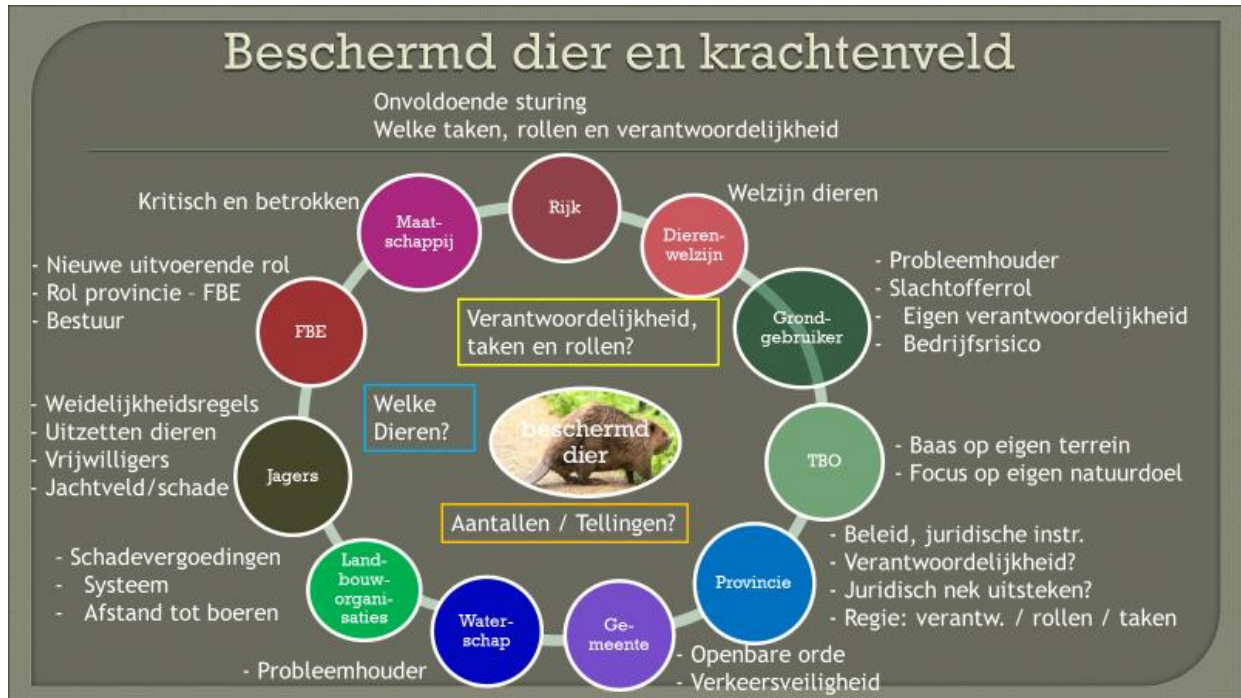 Beschermd dier en krachtenveld
Onvoldoende sturing
Welke taken, rollen en verantwoordelijkheid
Rijk
Welzijn dieren
Dieren-
welzijn
- Probleemhouder
- Slachtofferrol
- Eigen verantwoordelijkheid
- Bedrijfsrisico
Grond-
gebruiker
TBO
- Baas op eigen terrein
- Focus op eigen natuurdoel
Provincie
- Beleid, juridische instr.
- Verantwoordelijkheid?
- Juridisch nek uitsteken?
- Regie: verantw. / rollen / taken
Ge-
meente
- Openbare orde
- Verkeersveiligheid
Water-
schap
- Probleemhouder
Land-
bouw-
organi-
saties
- Schadevergoedingen
- Systeem
- Afstand tot boeren
Jagers
- Weidelijkheidsregels
- Uitzetten dieren
- Vrijwilligers
- Jachtveld/schade
FBE
- Nieuwe uitvoerende rol
- Rol provincie – FBE
- Bestuur
Maat-
schappij
Kritisch en betrokken
Verantwoordelijkheid,
taken en rollen?
Welke
Dieren?
beschermd
dier
Aantallen / Tellingen?